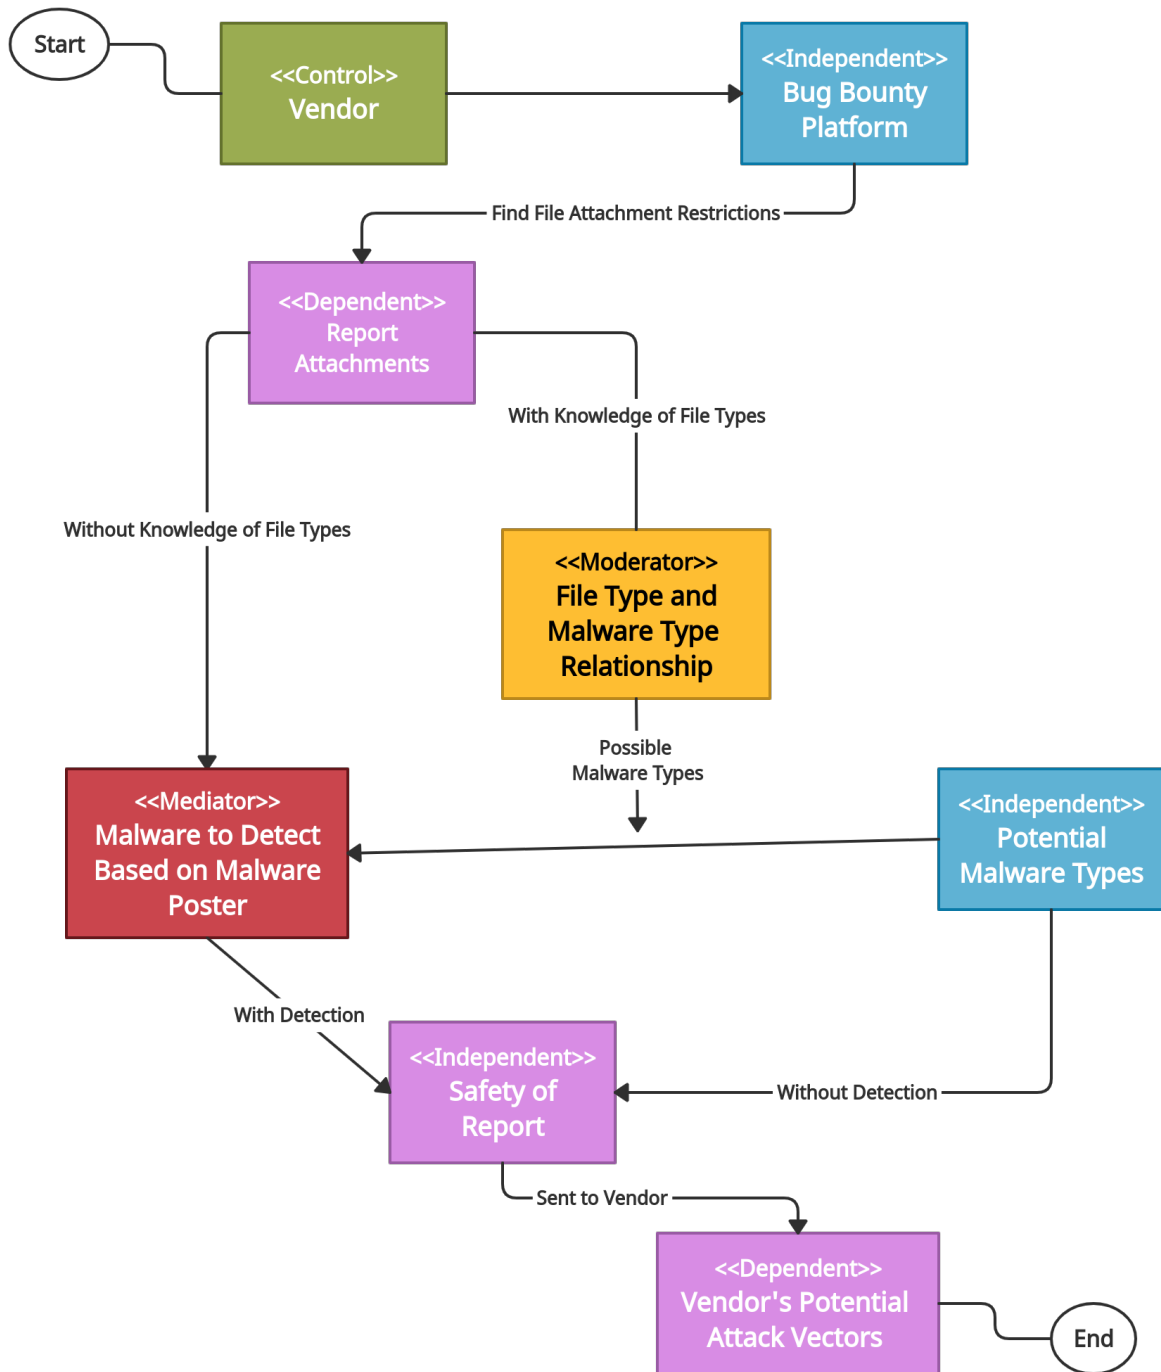 Start
<<Control>>
Vendor
<<Independent>>
Bug Bounty
Platform
Find File Attachment Restrictions
<<Dependent>>
Report
Attachments
With Knowledge of File Types
Without Knowledge of File Types
<<Moderator>>
File Type and
Malware Type
Relationship
Possible
Malware Types
<<Mediator>>
Malware to Detect
Based on Malware
Poster
<<Independent>>
Potential
Malware Types
With Detection
<<Independent>>
Safety of
Report
Without Detection
Sent to Vendor
<<Dependent>>
Vendor's Potential
Attack Vectors
End